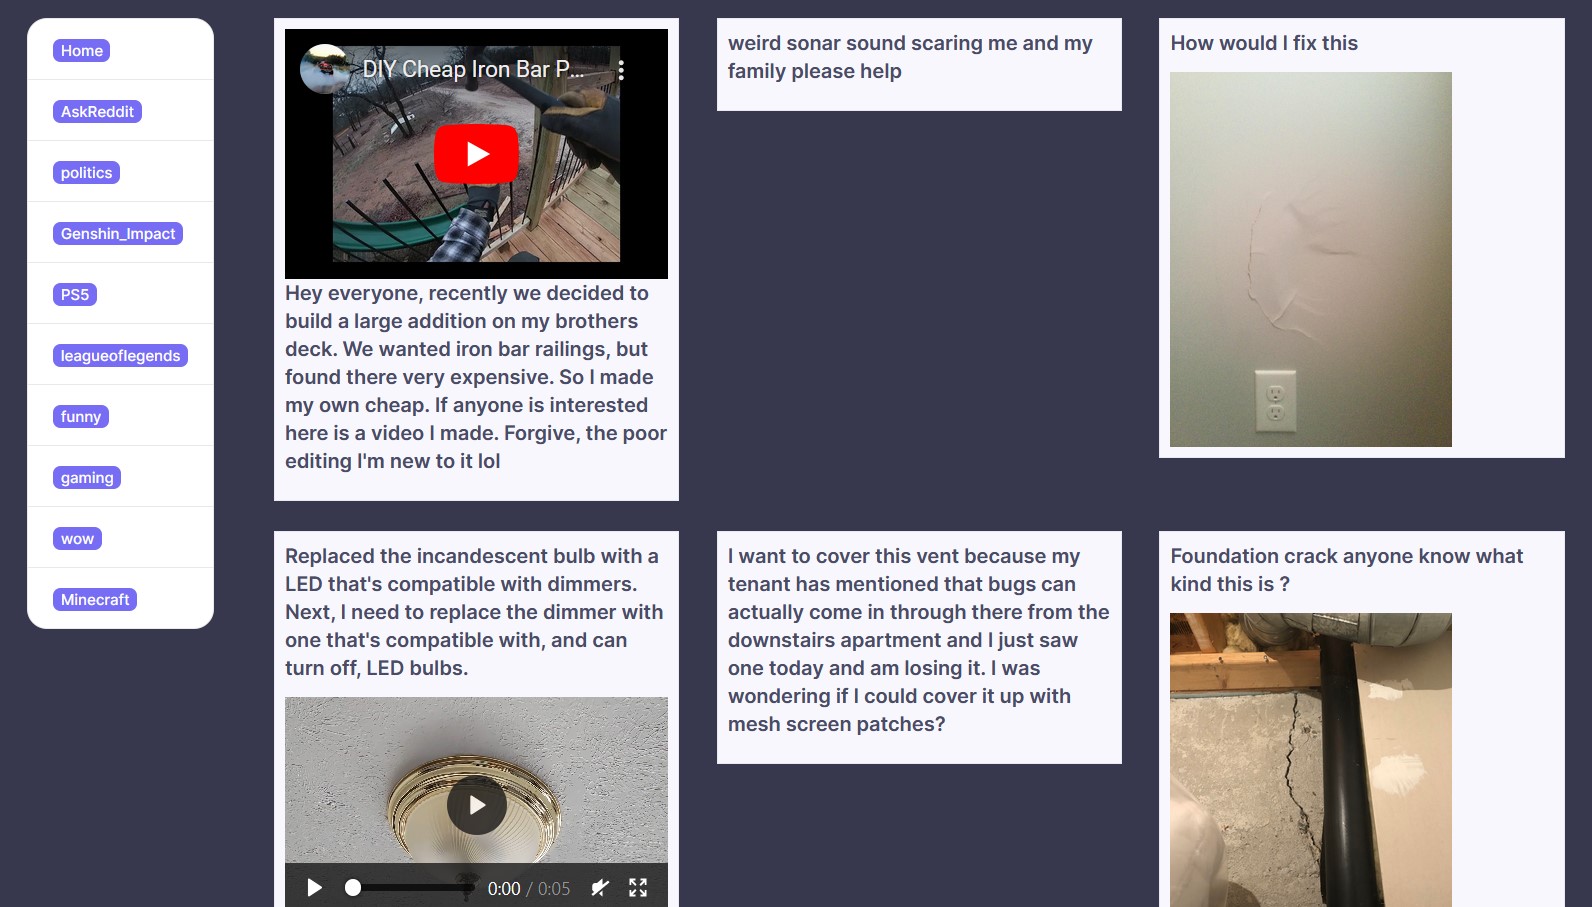 Home
AskReddit
politics
Genshin_Impact
PS5
leagueoflegends
funny
gaming
wow
Minecraft
DIY Cheap Iron Bar P...
Hey everyone, recently we decided to
build a large addition on my brothers
deck. We wanted iron bar railings, but
found there very expensive. So I made
my own cheap. If anyone is interested
here is a video I made. Forgive, the poor
editing I'm new to it lol
weird sonar sound scaring me and my
family please help
How would I fix this
Replaced the incandescent bulb with a
LED that's compatible with dimmers.
Next, I need to replace the dimmer with
one that's compatible with, and can
turn off, LED bulbs.
0:00 / 0:05
I want to cover this vent because my
tenant has mentioned that bugs can
actually come in through there from the
downstairs apartment and I just saw
one today and am losing it. I was
wondering if I could cover it up with
mesh screen patches?
Foundation crack anyone know what
kind this is ?